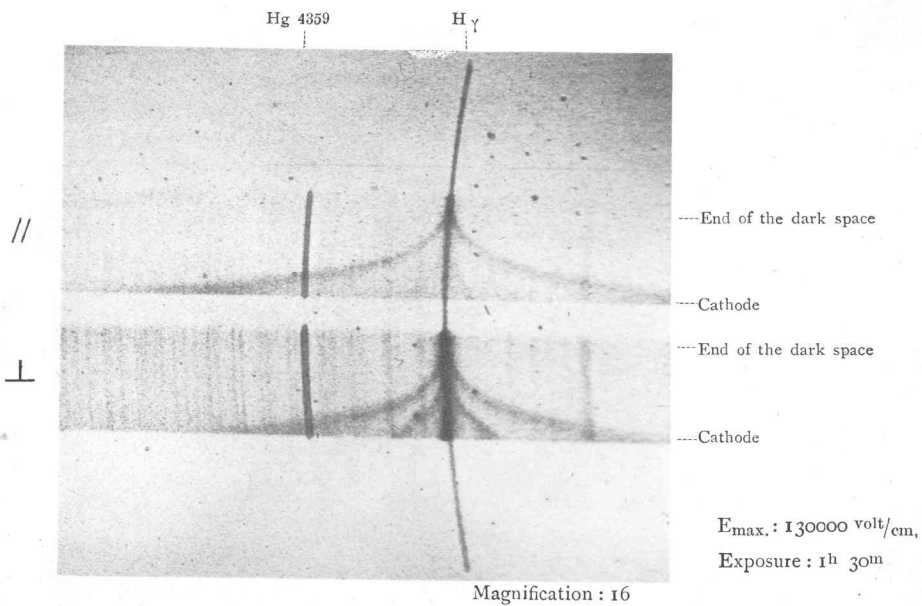 Hg 4359
Hγ
//
----End of the dark space
----Cathode
⊥
----End of the dark space
----Cathode
Emax.: 130000 volt/cm,
Exposure : 1h 30m
Magnification : 16